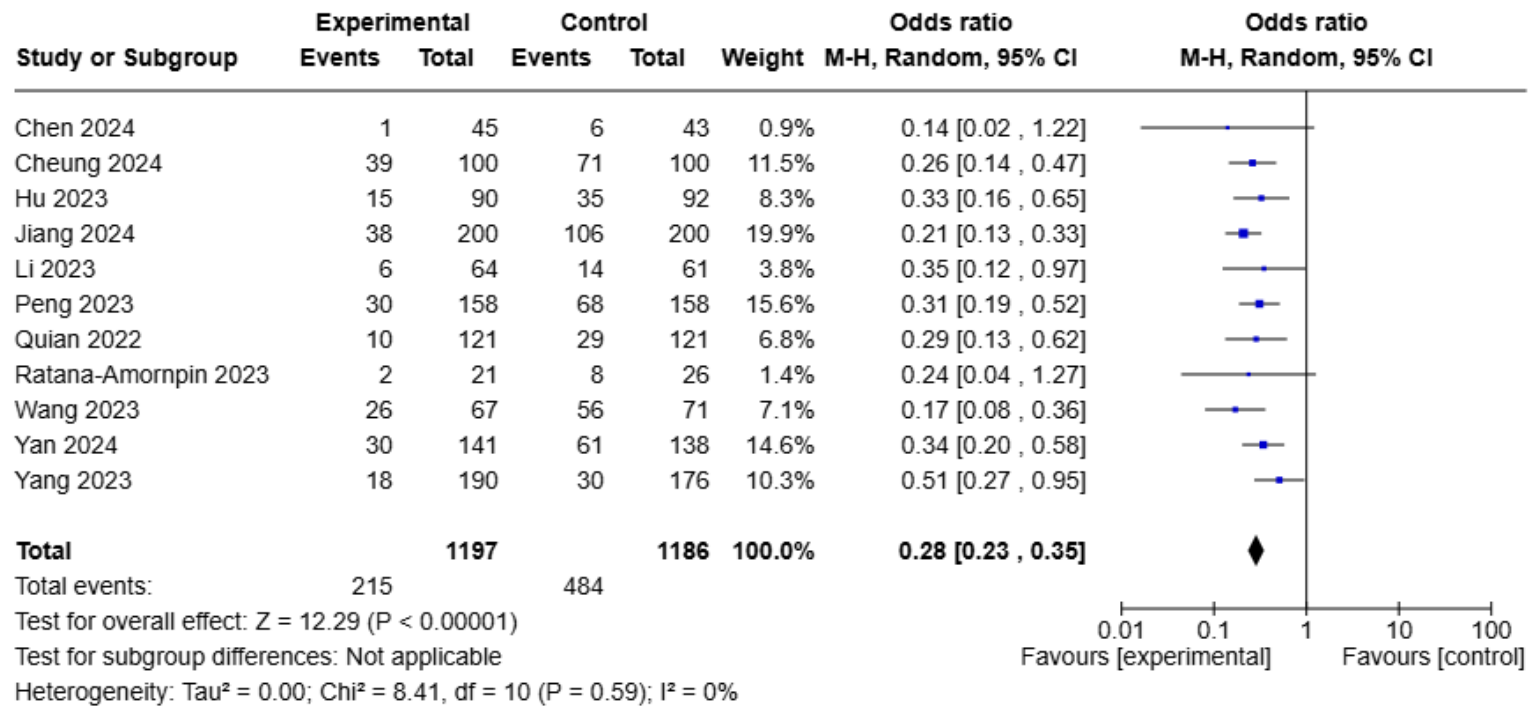 Experimental Control Odds ratio Odds ratio
Study or Subgroup Events Total Events Total Weight M-H, Random, 95% CI M-H, Random, 95% CI
Chen 2024 1 45 6 43 0.9% 0.14 [0.02 , 1.22]
Cheung 2024 39 100 71 100 11.5% 0.26 [0.14 , 0.47]
Hu 2023 15 90 35 92 8.3% 0.33 [0.16 , 0.65]
Jiang 2024 38 200 106 200 19.9% 0.21 [0.13 , 0.33]
Li 2023 6 64 14 61 3.8% 0.35 [0.12 , 0.97]
Peng 2023 30 158 68 158 15.6% 0.31 [0.19 , 0.52]
Quian 2022 10 121 29 121 6.8% 0.29 [0.13 , 0.62]
Ratana-Amornpin 2023 2 21 8 26 1.4% 0.24 [0.04 , 1.27]
Wang 2023 26 67 56 71 7.1% 0.17 [0.08 , 0.36]
Yan 2024 30 141 61 138 14.6% 0.34 [0.20 , 0.58]
Yang 2023 18 190 30 176 10.3% 0.51 [0.27 , 0.95]
Total 1197 1186 100.0% 0.28 [0.23 , 0.35]
Total events: 215 484
Test for overall effect: Z = 12.29 (P < 0.00001)
0.01 0.1 1 10 100
Test for subgroup differences: Not applicable
Favours [experimental] Favours [control]
Heterogeneity: Tau² = 0.00; Chi² = 8.41, df = 10 (P = 0.59); I² = 0%